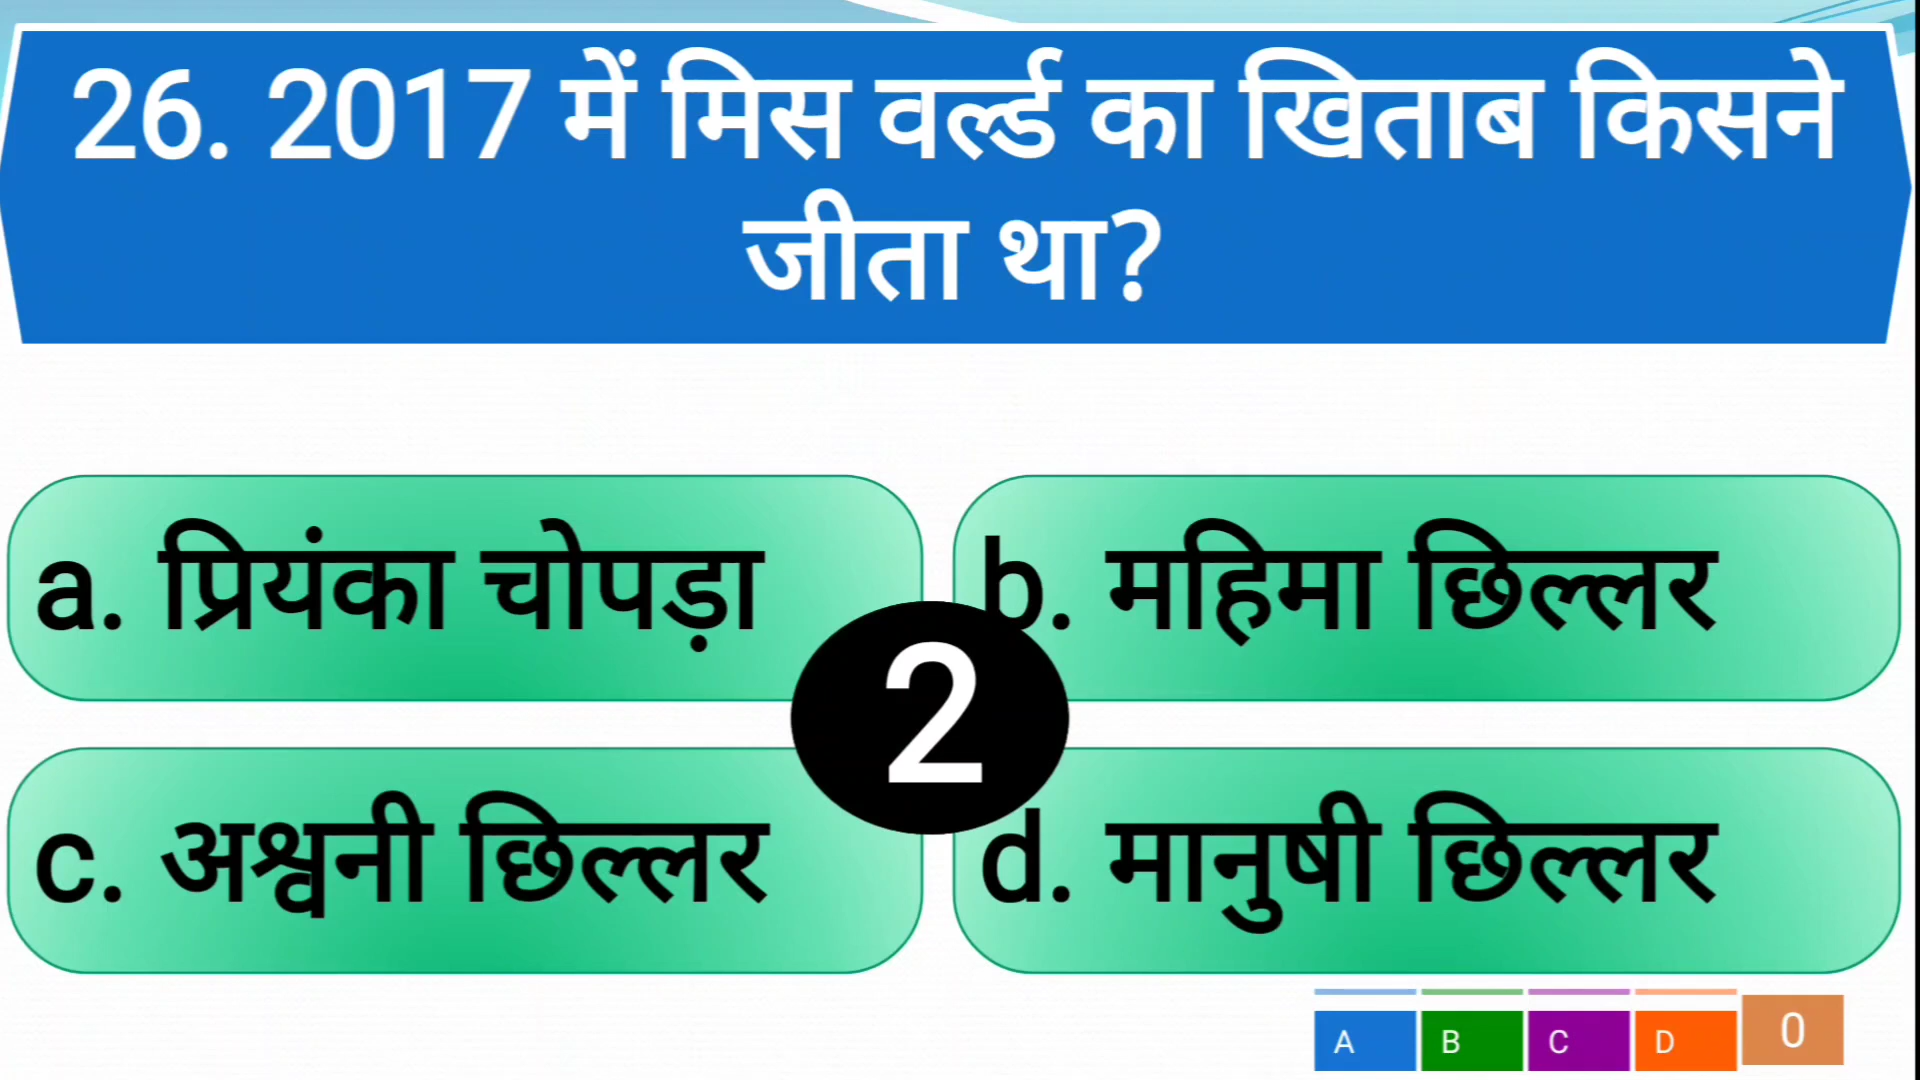 26. 2017 में मिस वर्ल्ड का खिताब किसने
जीता था?
a. प्रियंका चोपड़ा
b. महिमा छिल्लर
2
c. अश्वनी छिल्लर
d. मानुषी छिल्लर
A B C D 0